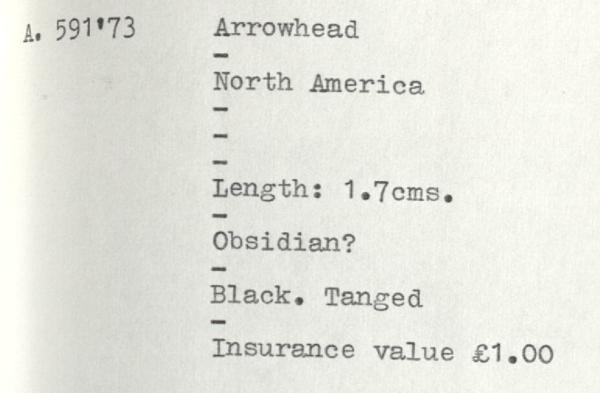 A. 591'73 Arrowhead
-
North America
-
-
-
Length: 1.7cms.
-
Obsidian?
-
Black. Tanged
-
Insurance value £1.00